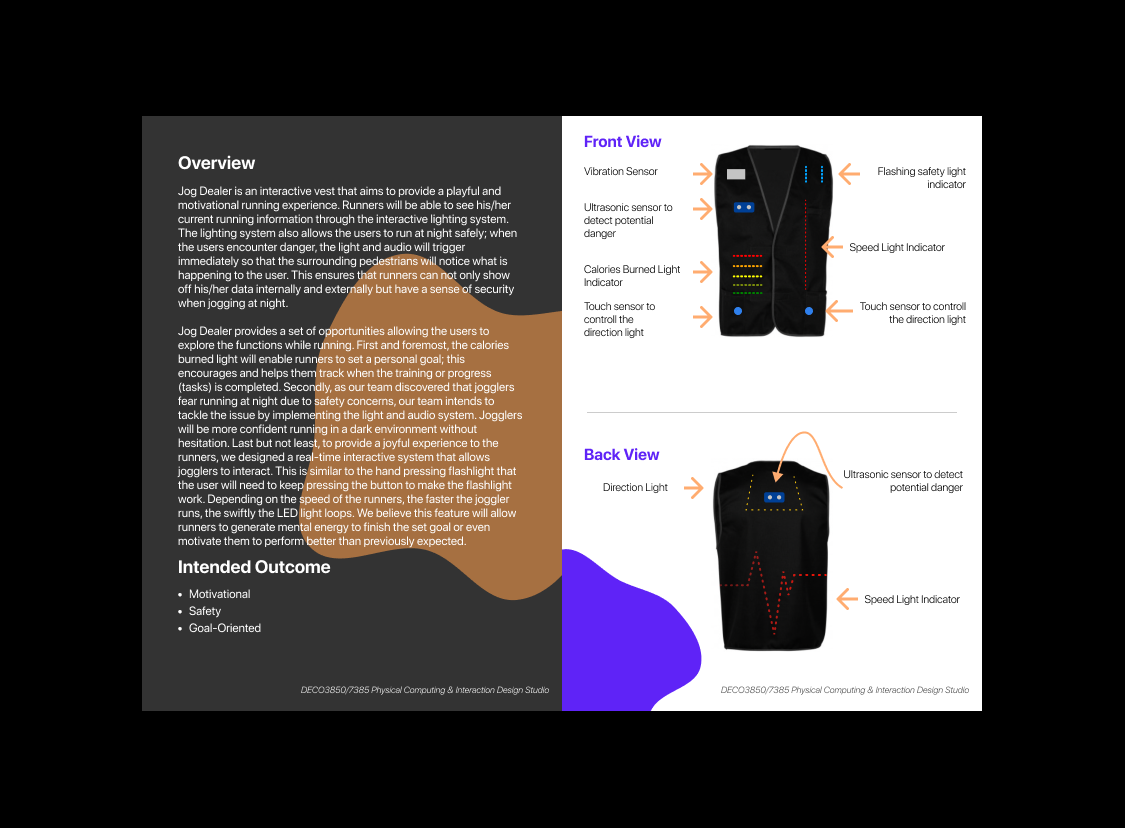 Overview
Jog Dealer is an interactive vest that aims to provide a playful and
motivational running experience. Runners will be able to see his/her
current running information through the interactive lighting system.
The lighting system also allows the users to run at night safely; when
the users encounter danger, the light and audio will trigger
immediately so that the surrounding pedestrians will notice what is
happening to the user. This ensures that runners can not only show
off his/her data internally and externally but have a sense of security
when jogging at night.
Jog Dealer provides a set of opportunities allowing the users to
explore the functions while running. First and foremost, the calories
burned light will enable runners to set a personal goal; this
encourages and helps them track when the training or progress
(tasks) is completed. Secondly, as our team discovered that jogglers
fear running at night due to safety concerns, our team intends to
tackle the issue by implementing the light and audio system. Jogglers
will be more confident running in a dark environment without
hesitation. Last but not least, to provide a joyful experience to the
runners, we designed a real-time interactive system that allows
jogglers to interact. This is similar to the hand pressing flashlight that
the user will need to keep pressing the button to make the flashlight
work. Depending on the speed of the runners, the faster the joggler
runs, the swiftly the LED light loops. We believe this feature will allow
runners to generate mental energy to finish the set goal or even
motivate them to perform better than previously expected.
Intended Outcome
• Motivational
• Safety
• Goal-Oriented
DECO3850/7385 Physical Computing & Interaction Design Studio
Front View
Vibration Sensor
Ultrasonic sensor to
detect potential
danger
Calories Burned Light
Indicator
Touch sensor to
controll the
direction light
Flashing safety light
indicator
Speed Light Indicator
Touch sensor to controll
the direction light
Back View
Direction Light
Ultrasonic sensor to detect
potential danger
Speed Light Indicator
DECO3850/7385 Physical Computing & Interaction Design Studio